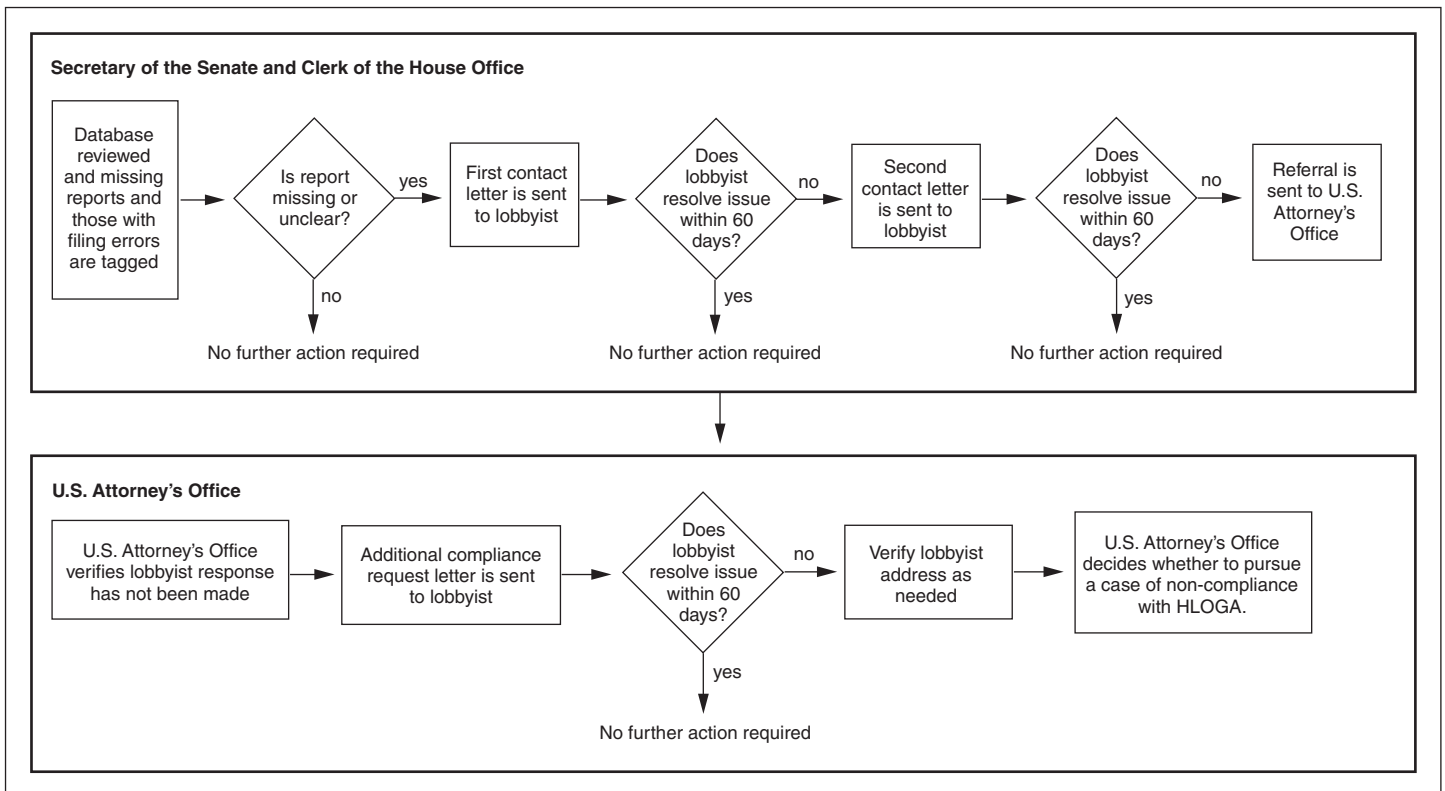 Secretary of the Senate and Clerk of the House Office
Database
reviewed
and missing
reports and
those with
filing errors
are tagged
Is report
missing or
unclear?
yes
no
No further action required
First contact
letter is sent
to lobbyist
Does
lobbyist
resolve issue
within 60
days?
no
yes
No further action required
Second
contact letter
is sent to
lobbyist
Does
lobbyist
resolve issue
within 60
days?
no
yes
No further action required
Referral is
sent to U.S.
Attorney's
Office
U.S. Attorney's Office
U.S. Attorney's Office
verifies lobbyist response
has not been made
Additional compliance
request letter is sent
to lobbyist
Does
lobbyist
resolve issue
within 60
days?
no
yes
No further action required
Verify lobbyist
address as
needed
U.S. Attorney's Office
decides whether to pursue
a case of non-compliance
with HLOGA.